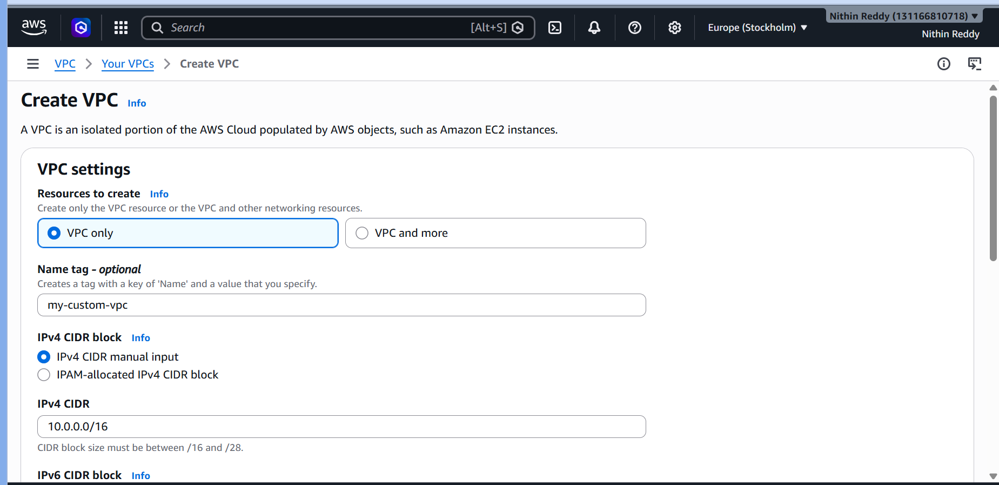 aws
Search
[Alt+S]
Europe (Stockholm)
Nithin Reddy (131166810718)
Nithin Reddy
VPC
Your VPCs
Create VPC
Create VPC Info
A VPC is an isolated portion of the AWS Cloud populated by AWS objects, such as Amazon EC2 instances.
VPC settings
Resources to create Info
Create only the VPC resource or the VPC and other networking resources.
VPC only
VPC and more
Name tag - optional
Creates a tag with a key of 'Name' and a value that you specify.
my-custom-vpc
IPv4 CIDR block Info
IPv4 CIDR manual input
IPAM-allocated IPv4 CIDR block
IPv4 CIDR
10.0.0.0/16
CIDR block size must be between /16 and /28.
IPv6 CIDR block Info